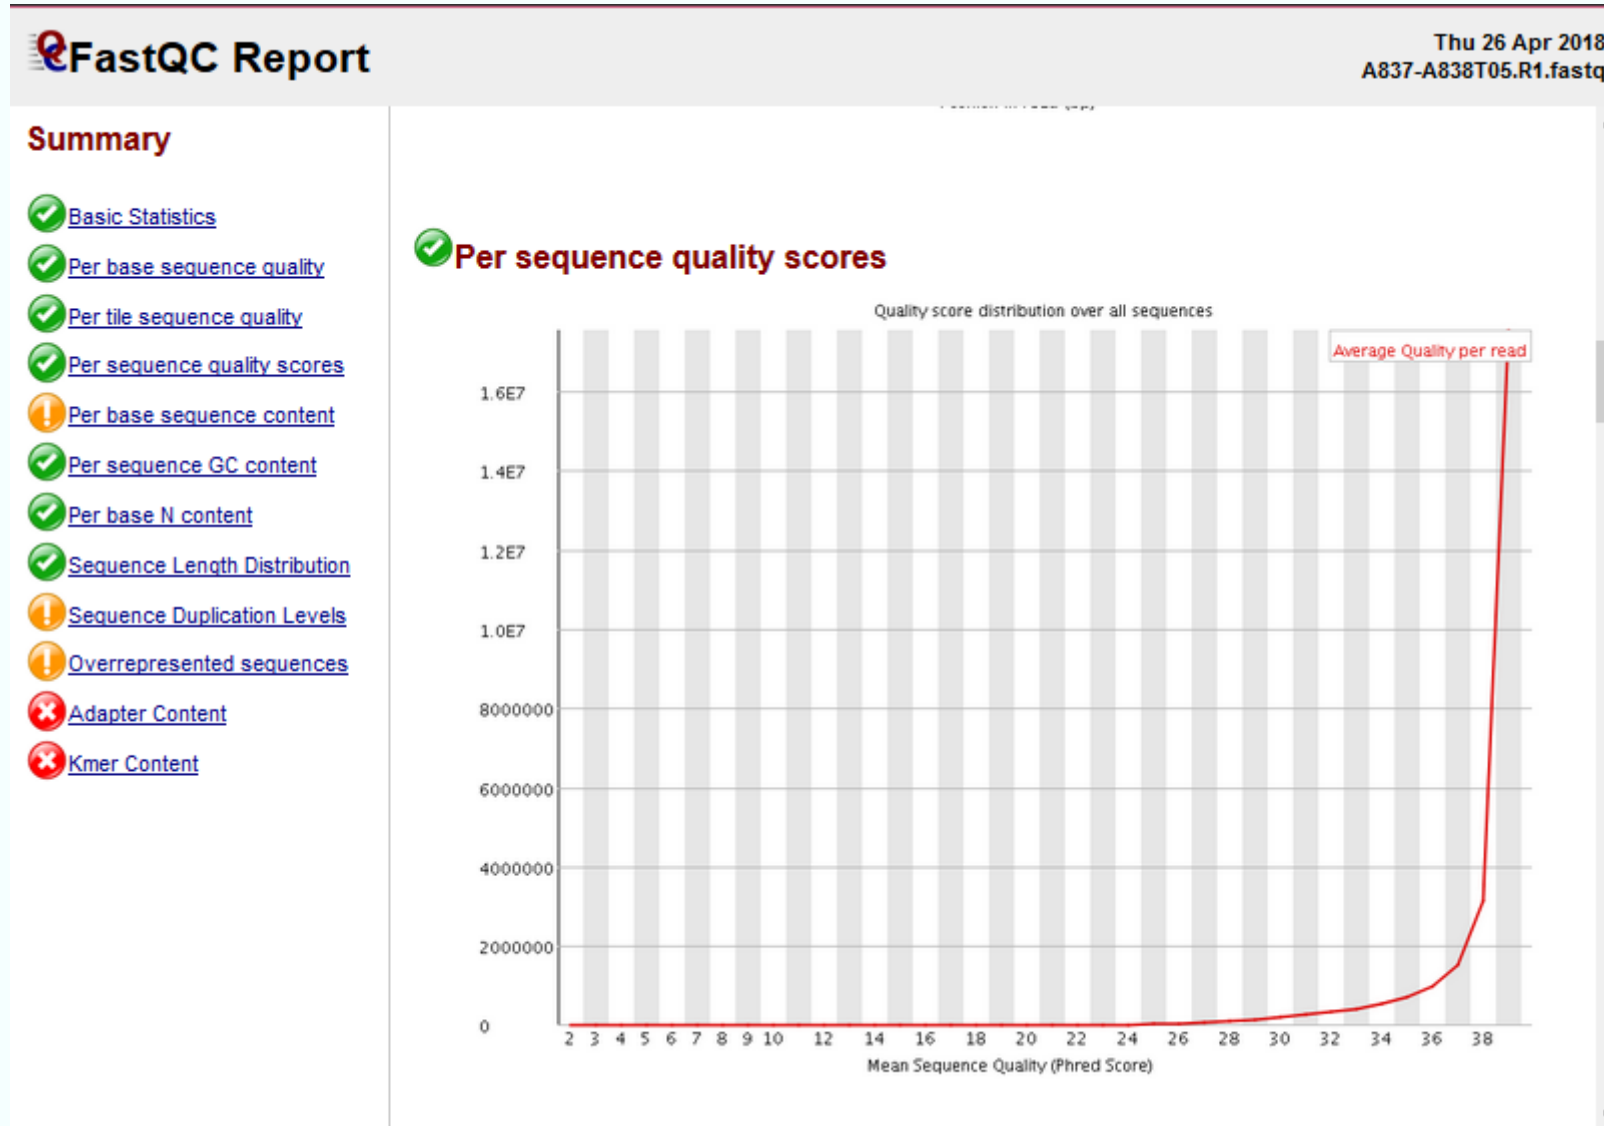 FastQC Report
Thu 26 Apr 2018
A837-A838T05.R1.fastq
Summary
Basic Statistics
Per base sequence quality
Per tile sequence quality
Per sequence quality scores
Per base sequence content
Per sequence GC content
Per base N content
Sequence Length Distribution
Sequence Duplication Levels
Overrepresented sequences
Adapter Content
Kmer Content
Per sequence quality scores
Quality score distribution over all sequences
Average Quality per read
1.6E7
1.4E7
1.2E7
1.0E7
8000000
6000000
4000000
2000000
0
2 3 4 5 6 7 8 9 10 12 14 16 18 20 22 24 26 28 30 32 34 36 38
Mean Sequence Quality (Phred Score)